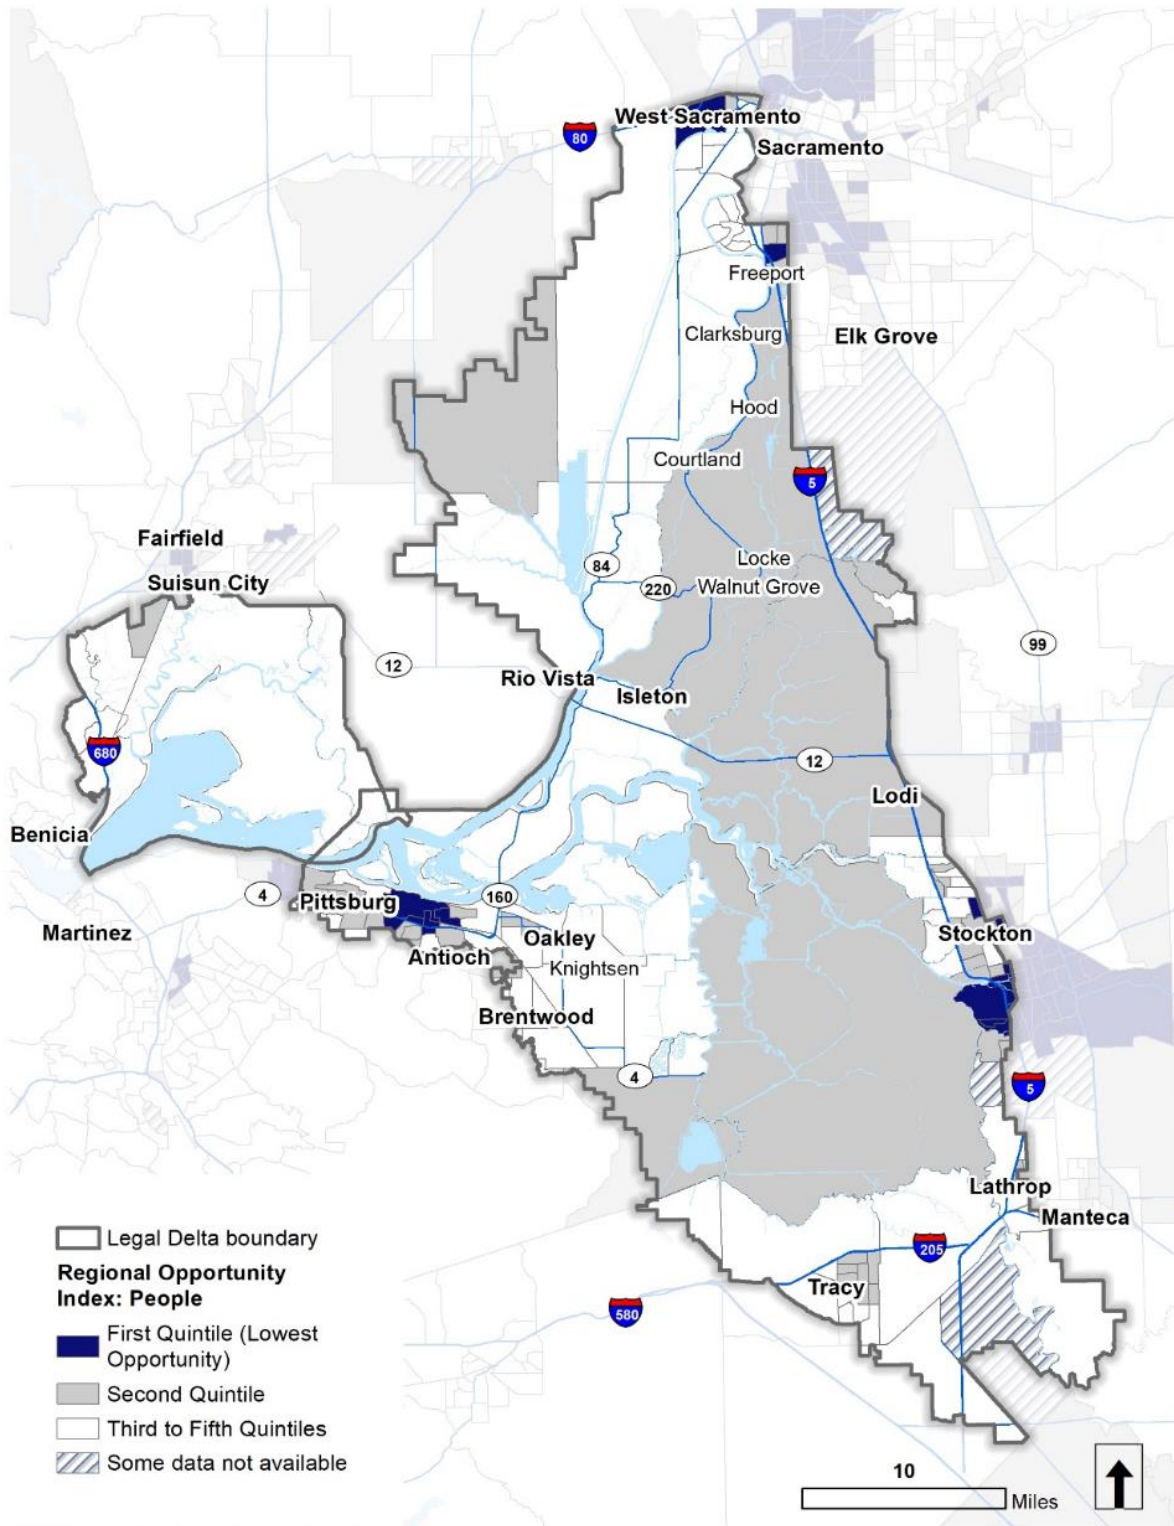 West Sacramento
80
Sacramento
Freeport
Clarksburg
Elk Grove
Hood
Courtland
5
Fairfield
Locke
84
Suisun City
220
Walnut Grove
99
12
Rio Vista
Isleton
680
12
Lodi
Benicia
4
Pittsburg
160
Martinez
Stockton
Oakley
Antioch
Knightsen
Brentwood
4
5
Lathrop
Manteca
205
Tracy
580
Legal Delta boundary
Regional Opportunity
Index: People
First Quintile (Lowest
Opportunity)
Second Quintile
Third to Fifth Quintiles
Some data not available
10
Miles